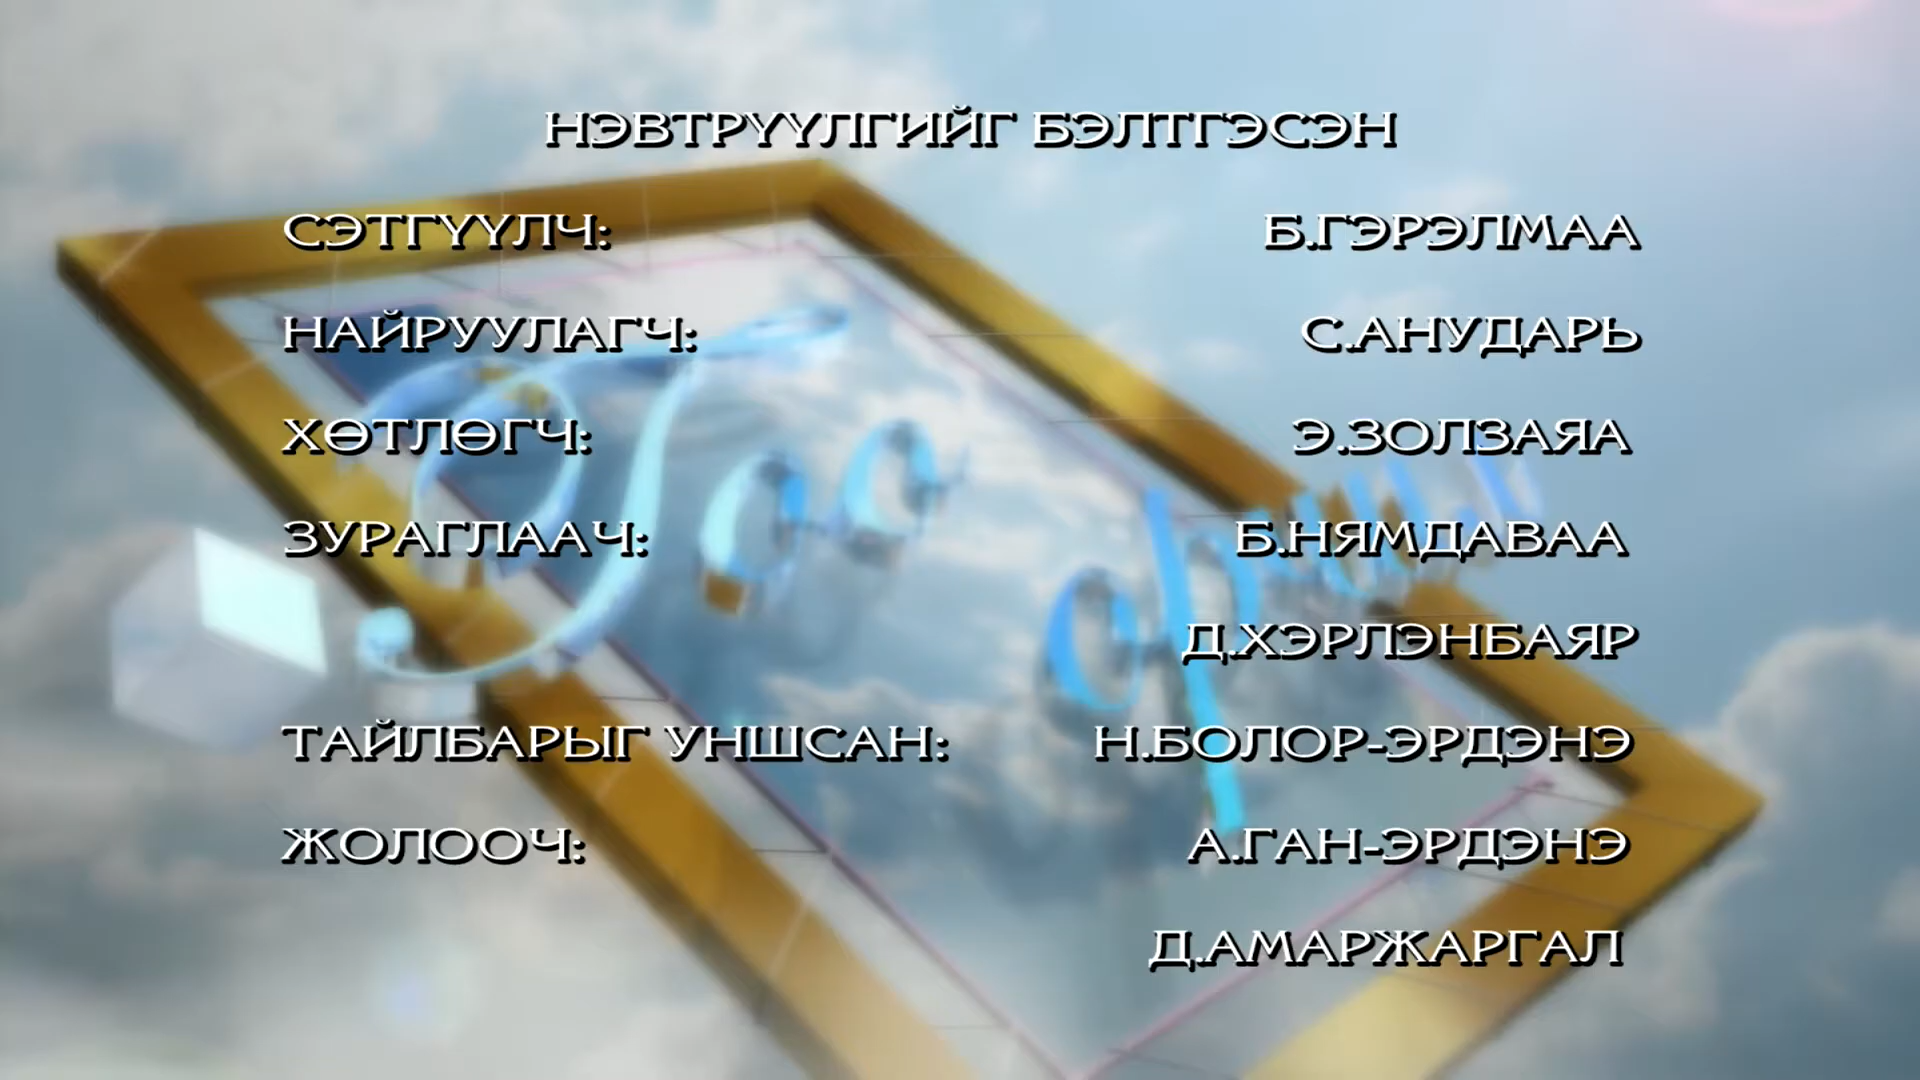 НЭВТРҮҮЛГИЙГ БЭЛТГЭСЭН
СЭТГҮҮЛЧ: Б.ГЭРЭЛМАА
НАЙРУУЛАГЧ: С.АНУДАРЬ
ХӨТЛӨГЧ: Э.ЗОЛЗАЯА
ЗУРАГЛААЧ: Б.НЯМДАВАА
Д.ХЭРЛЭНБАЯР
ТАЙЛБАРЫГ УНШСАН: Н.БОЛОР-ЭРДЭНЭ
ЖОЛООЧ: А.ГАН-ЭРДЭНЭ
Д.АМАРЖАРГАЛ